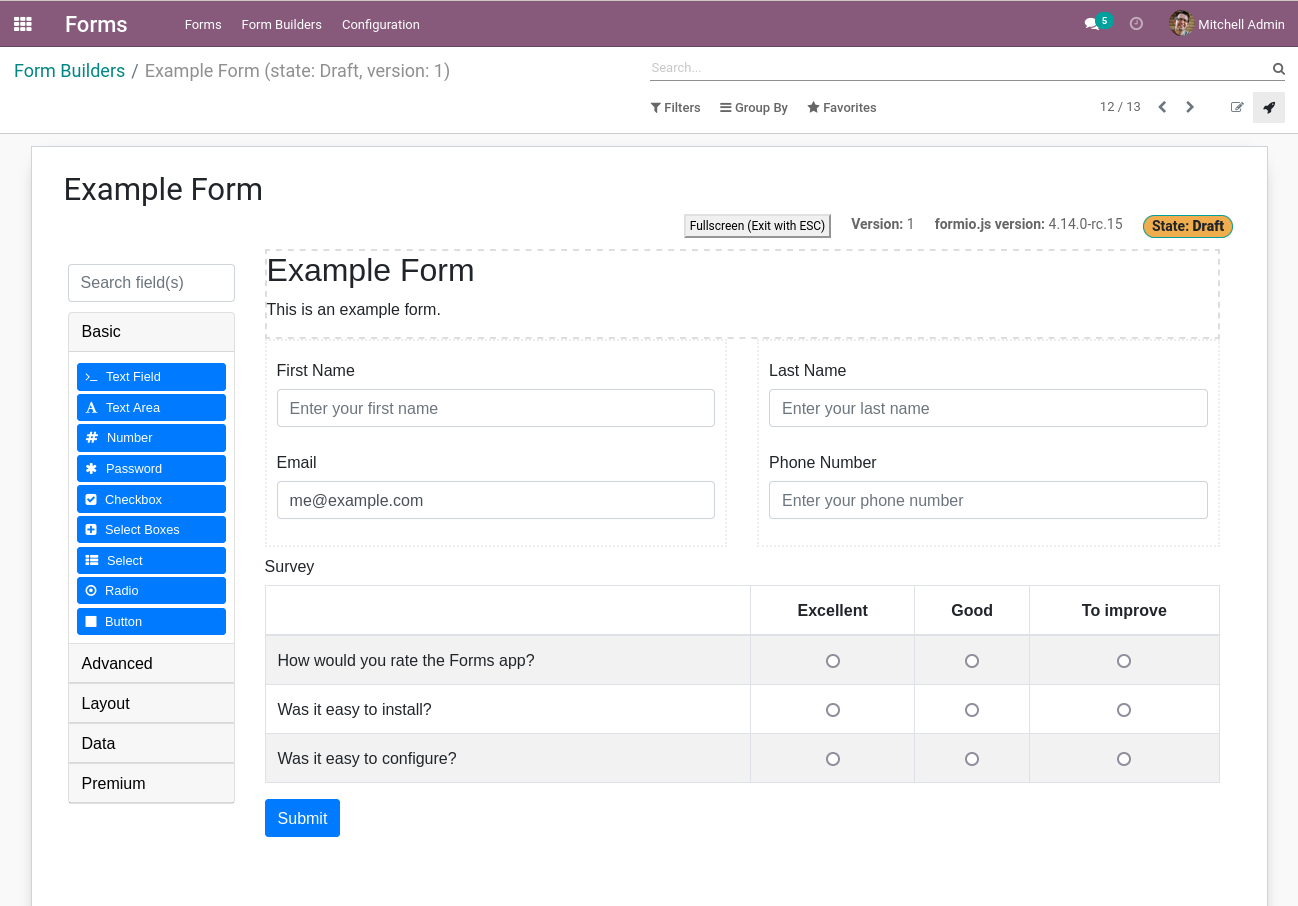 Forms Forms Form Builders Configuration 5 Mitchell Admin
Form Builders / Example Form (state: Draft, version: 1)
Search...
Filters Group By Favorites 12 / 13
Example Form
Fullscreen (Exit with ESC) Version: 1 formio.js version: 4.14.0-rc.15 State: Draft
Search field(s)
Basic
Text Field
Text Area
Number
Password
Checkbox
Select Boxes
Select
Radio
Button
Advanced
Layout
Data
Premium
Example Form
This is an example form.
First Name Last Name
Enter your first name Enter your last name
Email Phone Number
me@example.com Enter your phone number
Survey
Excellent Good To improve
How would you rate the Forms app?
Was it easy to install?
Was it easy to configure?
Submit